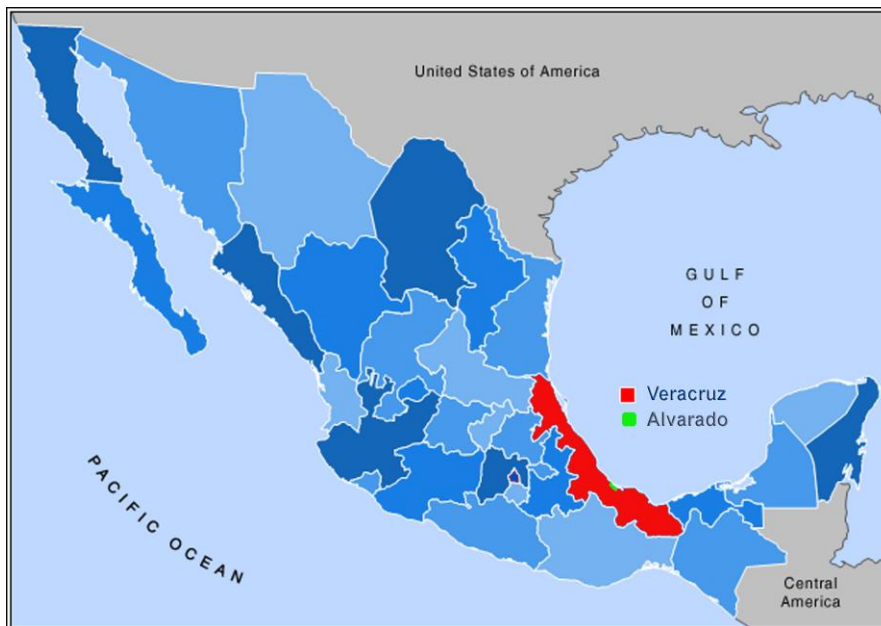 United States of America
GULF
OF
MEXICO
Veracruz
Alvarado
PACIFIC OCEAN
Central
America